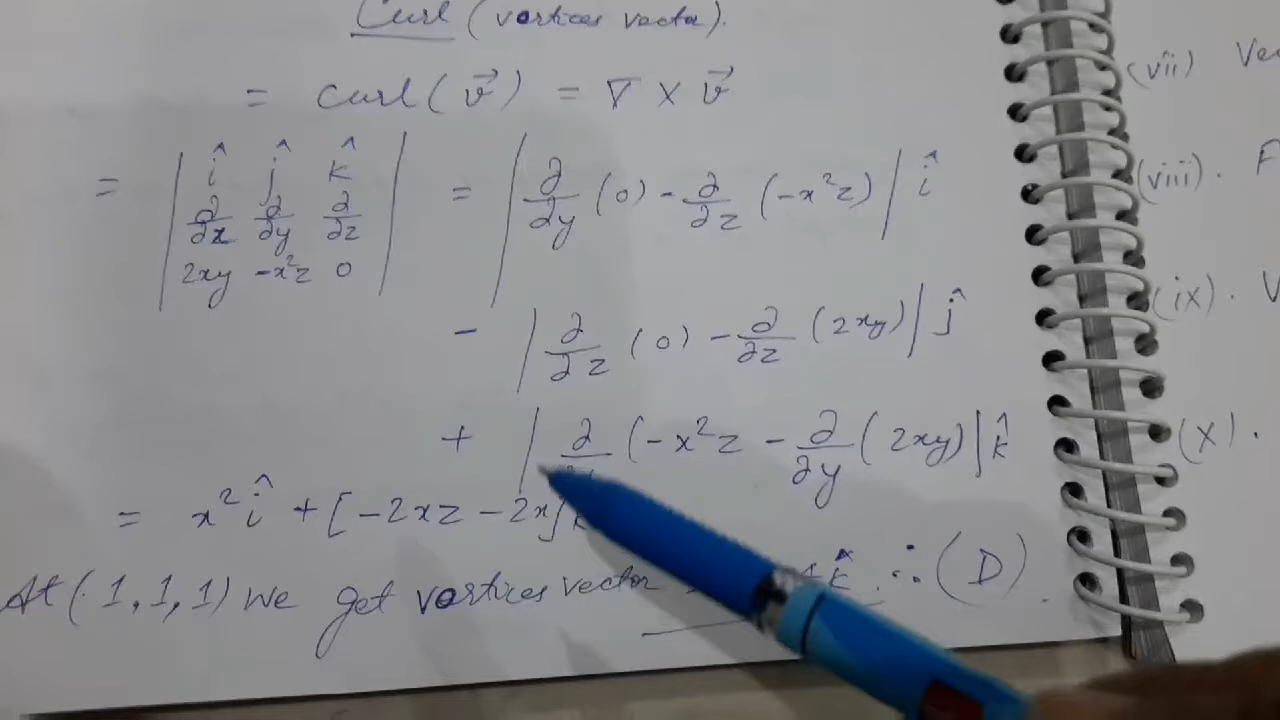 Curl (vortices vector).
= curl(v⃗) = ∇ × v⃗
= | î ĵ k̂ | = | ∂/∂y (0) - ∂/∂z (-x²z) | î
∂/∂x ∂/∂y ∂/∂z
2xy -x²z 0
- | ∂/∂z (0) - ∂/∂z (2xy) | ĵ
+ | ∂ (-x²z - ∂/∂y (2xy) | k̂
= x² î + [-2xz - 2x]
At (1,1,1) we get vortices vector 4k̂ ∴ (D).
(vii)
(viii).
(ix).
(x).